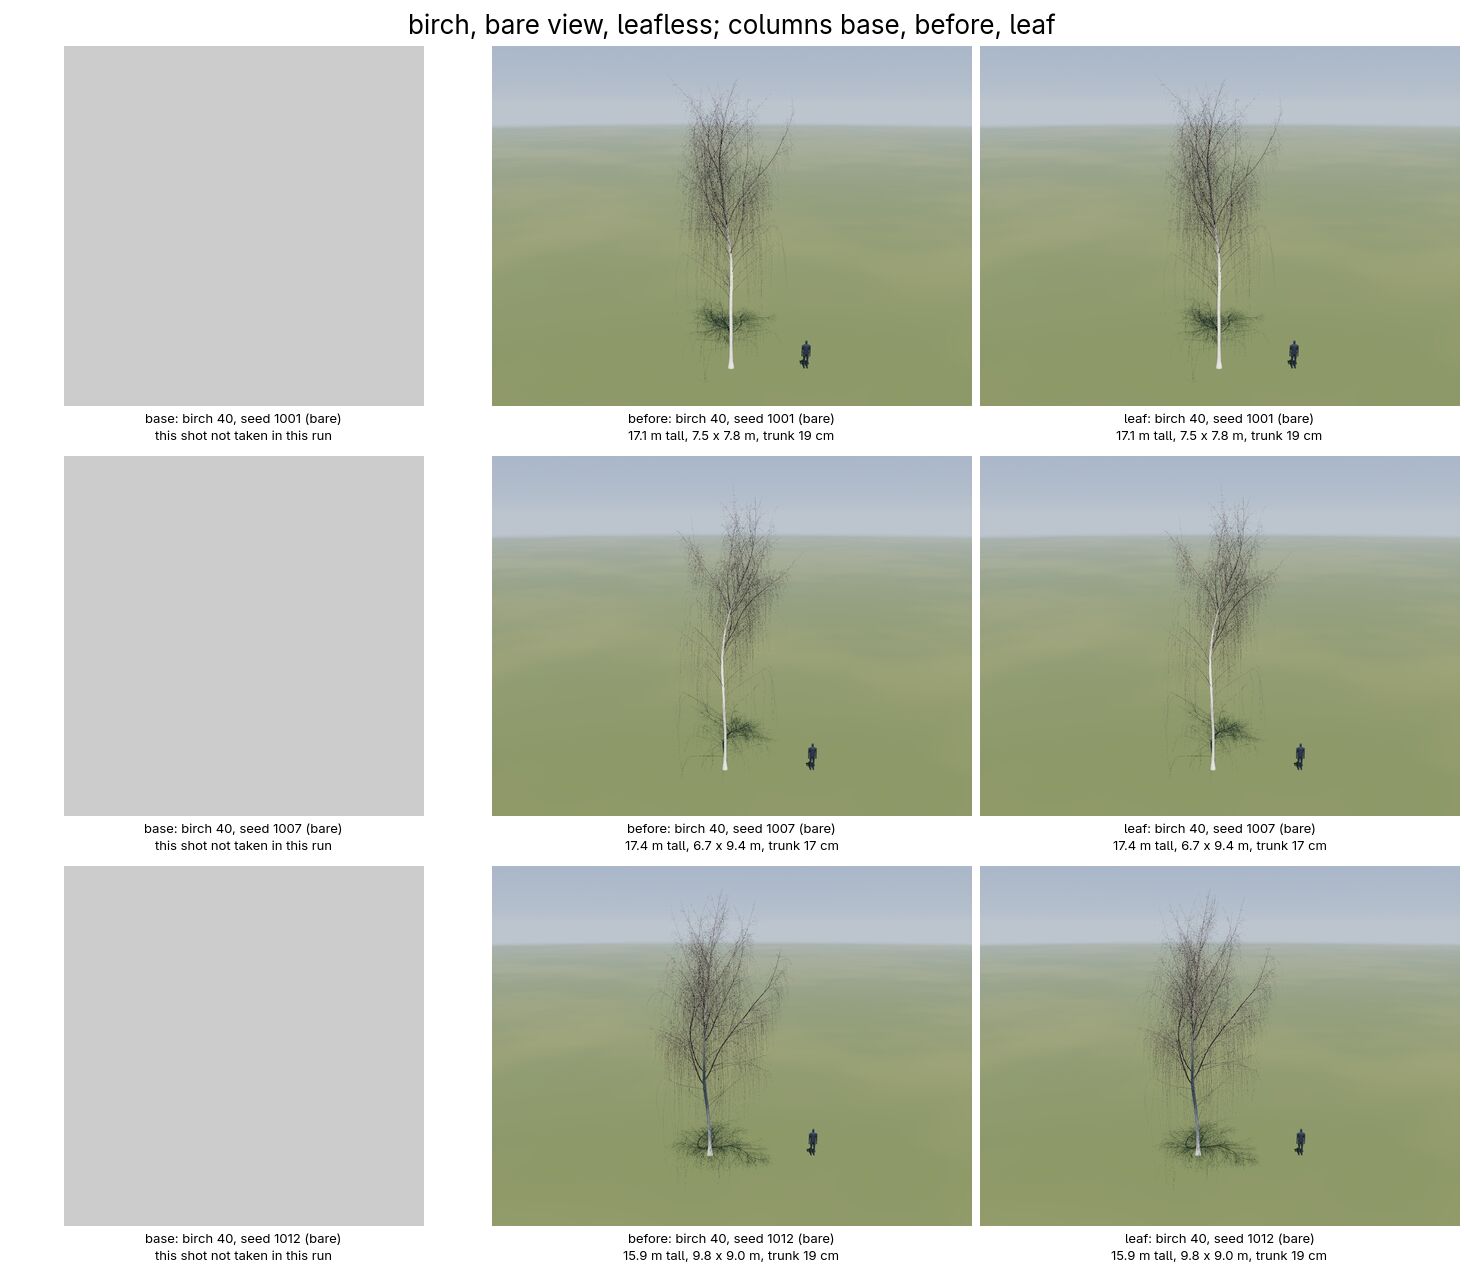 birch, bare view, leafless; columns base, before, leaf
base: birch 40, seed 1001 (bare)
this shot not taken in this run
before: birch 40, seed 1001 (bare)
17.1 m tall, 7.5 x 7.8 m, trunk 19 cm
leaf: birch 40, seed 1001 (bare)
17.1 m tall, 7.5 x 7.8 m, trunk 19 cm
base: birch 40, seed 1007 (bare)
this shot not taken in this run
before: birch 40, seed 1007 (bare)
17.4 m tall, 6.7 x 9.4 m, trunk 17 cm
leaf: birch 40, seed 1007 (bare)
17.4 m tall, 6.7 x 9.4 m, trunk 17 cm
base: birch 40, seed 1012 (bare)
this shot not taken in this run
before: birch 40, seed 1012 (bare)
15.9 m tall, 9.8 x 9.0 m, trunk 19 cm
leaf: birch 40, seed 1012 (bare)
15.9 m tall, 9.8 x 9.0 m, trunk 19 cm